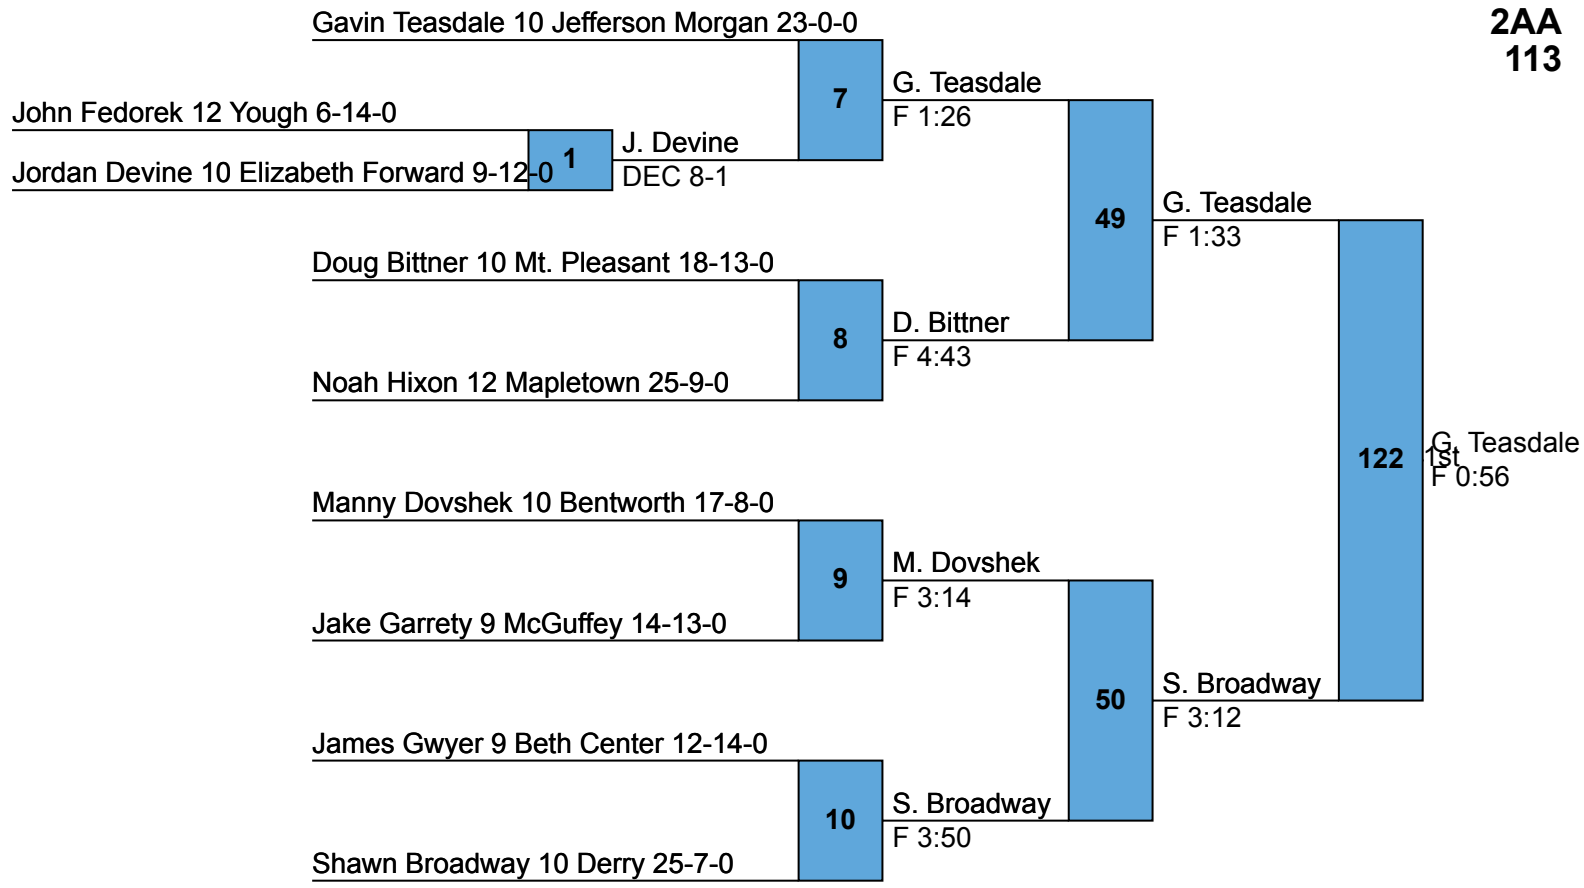 2AA
113
Gavin Teasdale 10 Jefferson Morgan 23-0-0
7
G. Teasdale
F 1:26
John Fedorek 12 Yough 6-14-0
1
J. Devine
DEC 8-1
Jordan Devine 10 Elizabeth Forward 9-12-0
49
G. Teasdale
F 1:33
Doug Bittner 10 Mt. Pleasant 18-13-0
8
D. Bittner
F 4:43
Noah Hixon 12 Mapletown 25-9-0
122
G. Teasdale
1st
F 0:56
Manny Dovshek 10 Bentworth 17-8-0
9
M. Dovshek
F 3:14
Jake Garrety 9 McGuffey 14-13-0
50
S. Broadway
F 3:12
James Gwyer 9 Beth Center 12-14-0
10
S. Broadway
F 3:50
Shawn Broadway 10 Derry 25-7-0